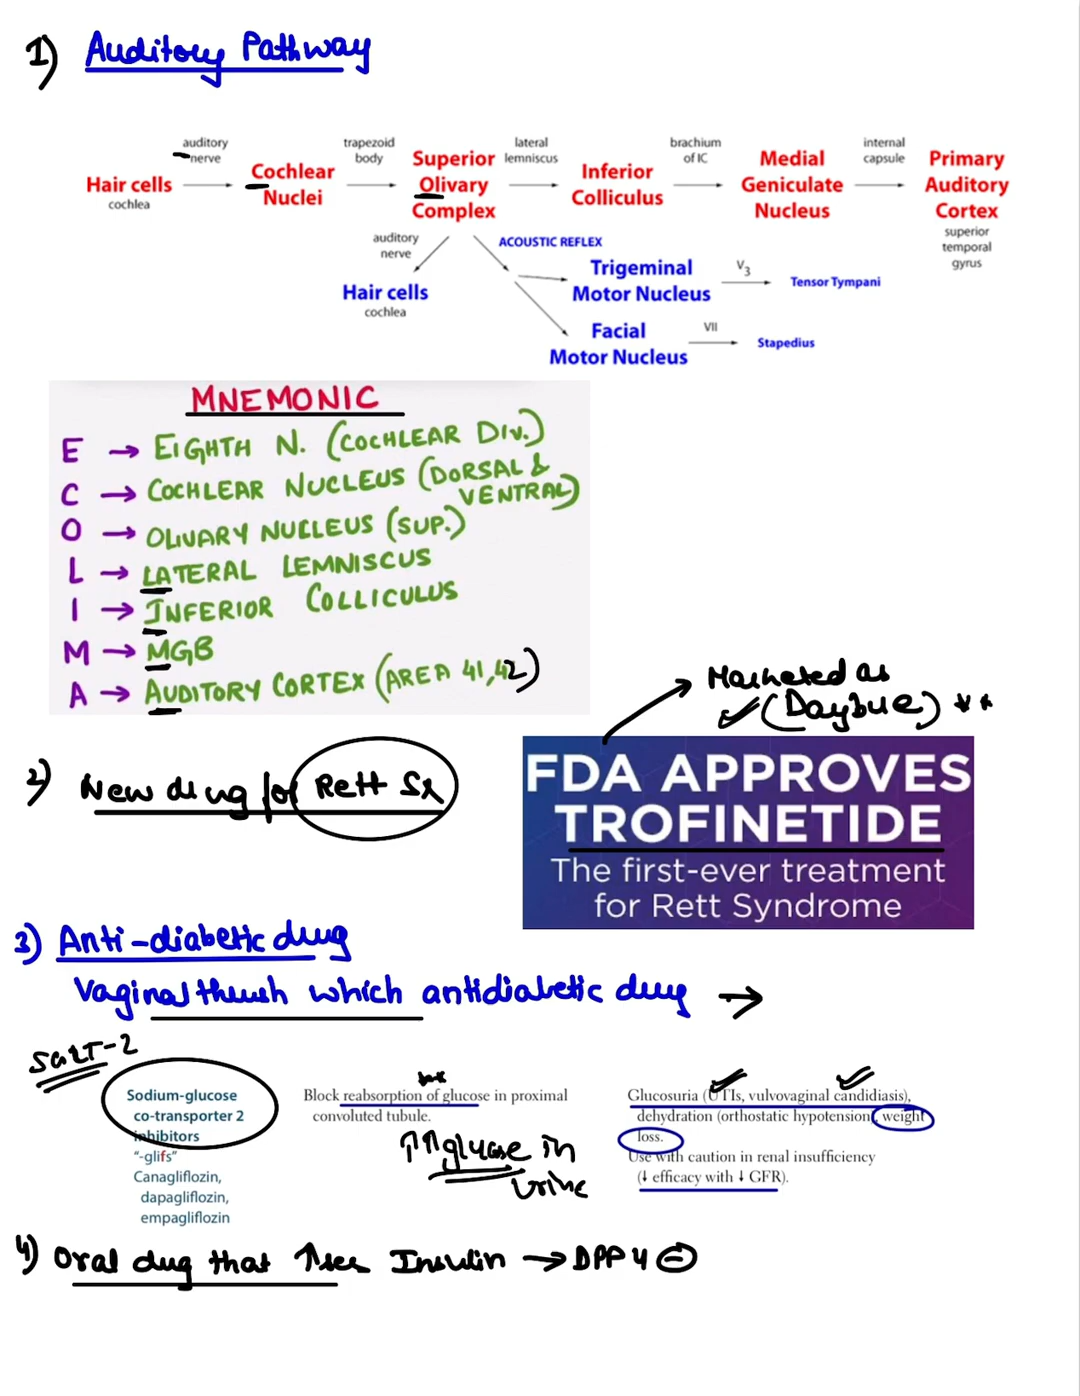 1) Auditory Pathway
auditory nerve
trapezoid body
lateral lemniscus
brachium of IC
internal capsule
Hair cells
cochlea
Cochlear Nuclei
Superior Olivary Complex
Inferior Colliculus
Medial Geniculate Nucleus
Primary Auditory Cortex
superior temporal gyrus
auditory nerve
ACOUSTIC REFLEX
Hair cells
cochlea
Trigeminal Motor Nucleus
V3
Tensor Tympani
Facial Motor Nucleus
VII
Stapedius
MNEMONIC
E → EIGHTH N. (COCHLEAR DIV.)
C → COCHLEAR NUCLEUS (DORSAL & VENTRAL)
O → OLIVARY NUCLEUS (SUP.)
L → LATERAL LEMNISCUS
I → INFERIOR COLLICULUS
M → MGB
A → AUDITORY CORTEX (AREA 41,42)
Marketed as
(Daybue) **
2) New drug for Rett Sx
FDA APPROVES
TROFINETIDE
The first-ever treatment
for Rett Syndrome
3) Anti-diabetic drug
Vaginal thrush which antidiabetic drug →
SGLT-2
Sodium-glucose
co-transporter 2
inhibitors
"-glifs"
Canagliflozin,
dapagliflozin,
empagliflozin
Block reabsorption of glucose in proximal
convoluted tubule.
↑↑glucose in
urine
Glucosuria (UTIs, vulvovaginal candidiasis),
dehydration (orthostatic hypotension), weight
loss.
Use with caution in renal insufficiency
(↓ efficacy with ↓ GFR).
4) Oral dug that ↑ses Insulin → DPP4 ⊖